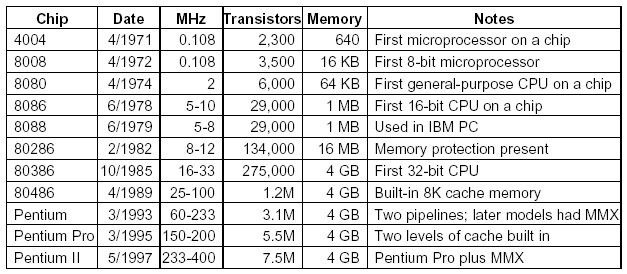 Chip Date MHz Transistors Memory Notes
4004 4/1971 0.108 2,300 640 First microprocessor on a chip
8008 4/1972 0.108 3,500 16 KB First 8-bit microprocessor
8080 4/1974 2 6,000 64 KB First general-purpose CPU on a chip
8086 6/1978 5-10 29,000 1 MB First 16-bit CPU on a chip
8088 6/1979 5-8 29,000 1 MB Used in IBM PC
80286 2/1982 8-12 134,000 16 MB Memory protection present
80386 10/1985 16-33 275,000 4 GB First 32-bit CPU
80486 4/1989 25-100 1.2M 4 GB Built-in 8K cache memory
Pentium 3/1993 60-233 3.1M 4 GB Two pipelines; later models had MMX
Pentium Pro 3/1995 150-200 5.5M 4 GB Two levels of cache built in
Pentium II 5/1997 233-400 7.5M 4 GB Pentium Pro plus MMX